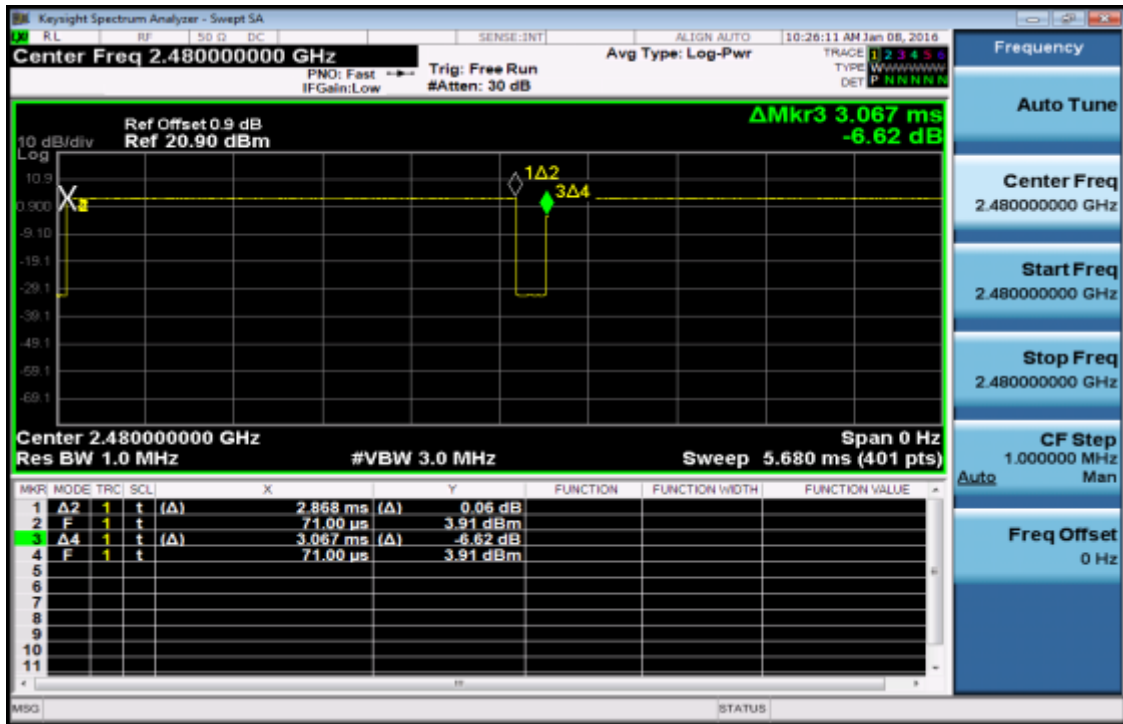 Keysight Spectrum Analyzer - Swept SA
RL RF 50 Ω DC SENSE:INT ALIGN AUTO 10:26:11 AM Jan 08, 2016
Center Freq 2.480000000 GHz
PNO: Fast
IFGain:Low
Trig: Free Run
#Atten: 30 dB
Avg Type: Log-Pwr
TRACE 1 2 3 4 5 6
TYPE W
DET P N N N N N
Frequency
Auto Tune
Center Freq
2.480000000 GHz
Start Freq
2.480000000 GHz
Stop Freq
2.480000000 GHz
CF Step
1.000000 MHz
Auto Man
Freq Offset
0 Hz
ΔMkr3 3.067 ms
-6.62 dB
Ref Offset 0.9 dB
10 dB/div Ref 20.90 dBm
Log
10.9
0.900
-9.10
-19.1
-29.1
-39.1
-49.1
-59.1
-69.1
X
1Δ2
3Δ4
Center 2.480000000 GHz Span 0 Hz
Res BW 1.0 MHz #VBW 3.0 MHz Sweep 5.680 ms (401 pts)
MKR MODE TRC SCL X Y FUNCTION FUNCTION WIDTH FUNCTION VALUE
1 Δ2 1 t (Δ) 2.868 ms (Δ) 0.06 dB
2 F 1 t 71.00 µs 3.91 dBm
3 Δ4 1 t (Δ) 3.067 ms (Δ) -6.62 dB
4 F 1 t 71.00 µs 3.91 dBm
5
6
7
8
9
10
11
MSG STATUS